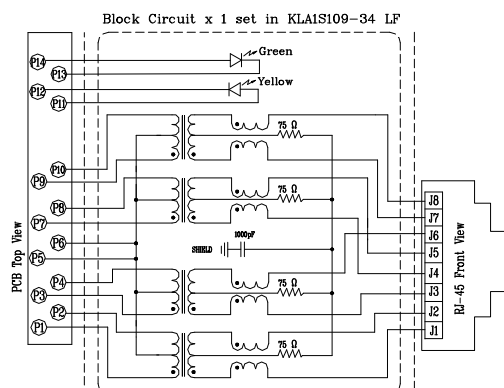 Block Circuit x 1 set in KLA1S109-34 LF
Green
P14
P13
Yellow
P12
P11
75 Ω
P10
P9
75 Ω
P8
J8
P7
J7
P6
J6
1000pF
SHIELD
P5
J5
P4
J4
P3
75 Ω
J3
P2
J2
P1
75 Ω
J1
PCB Top View
RJ-45 Front View